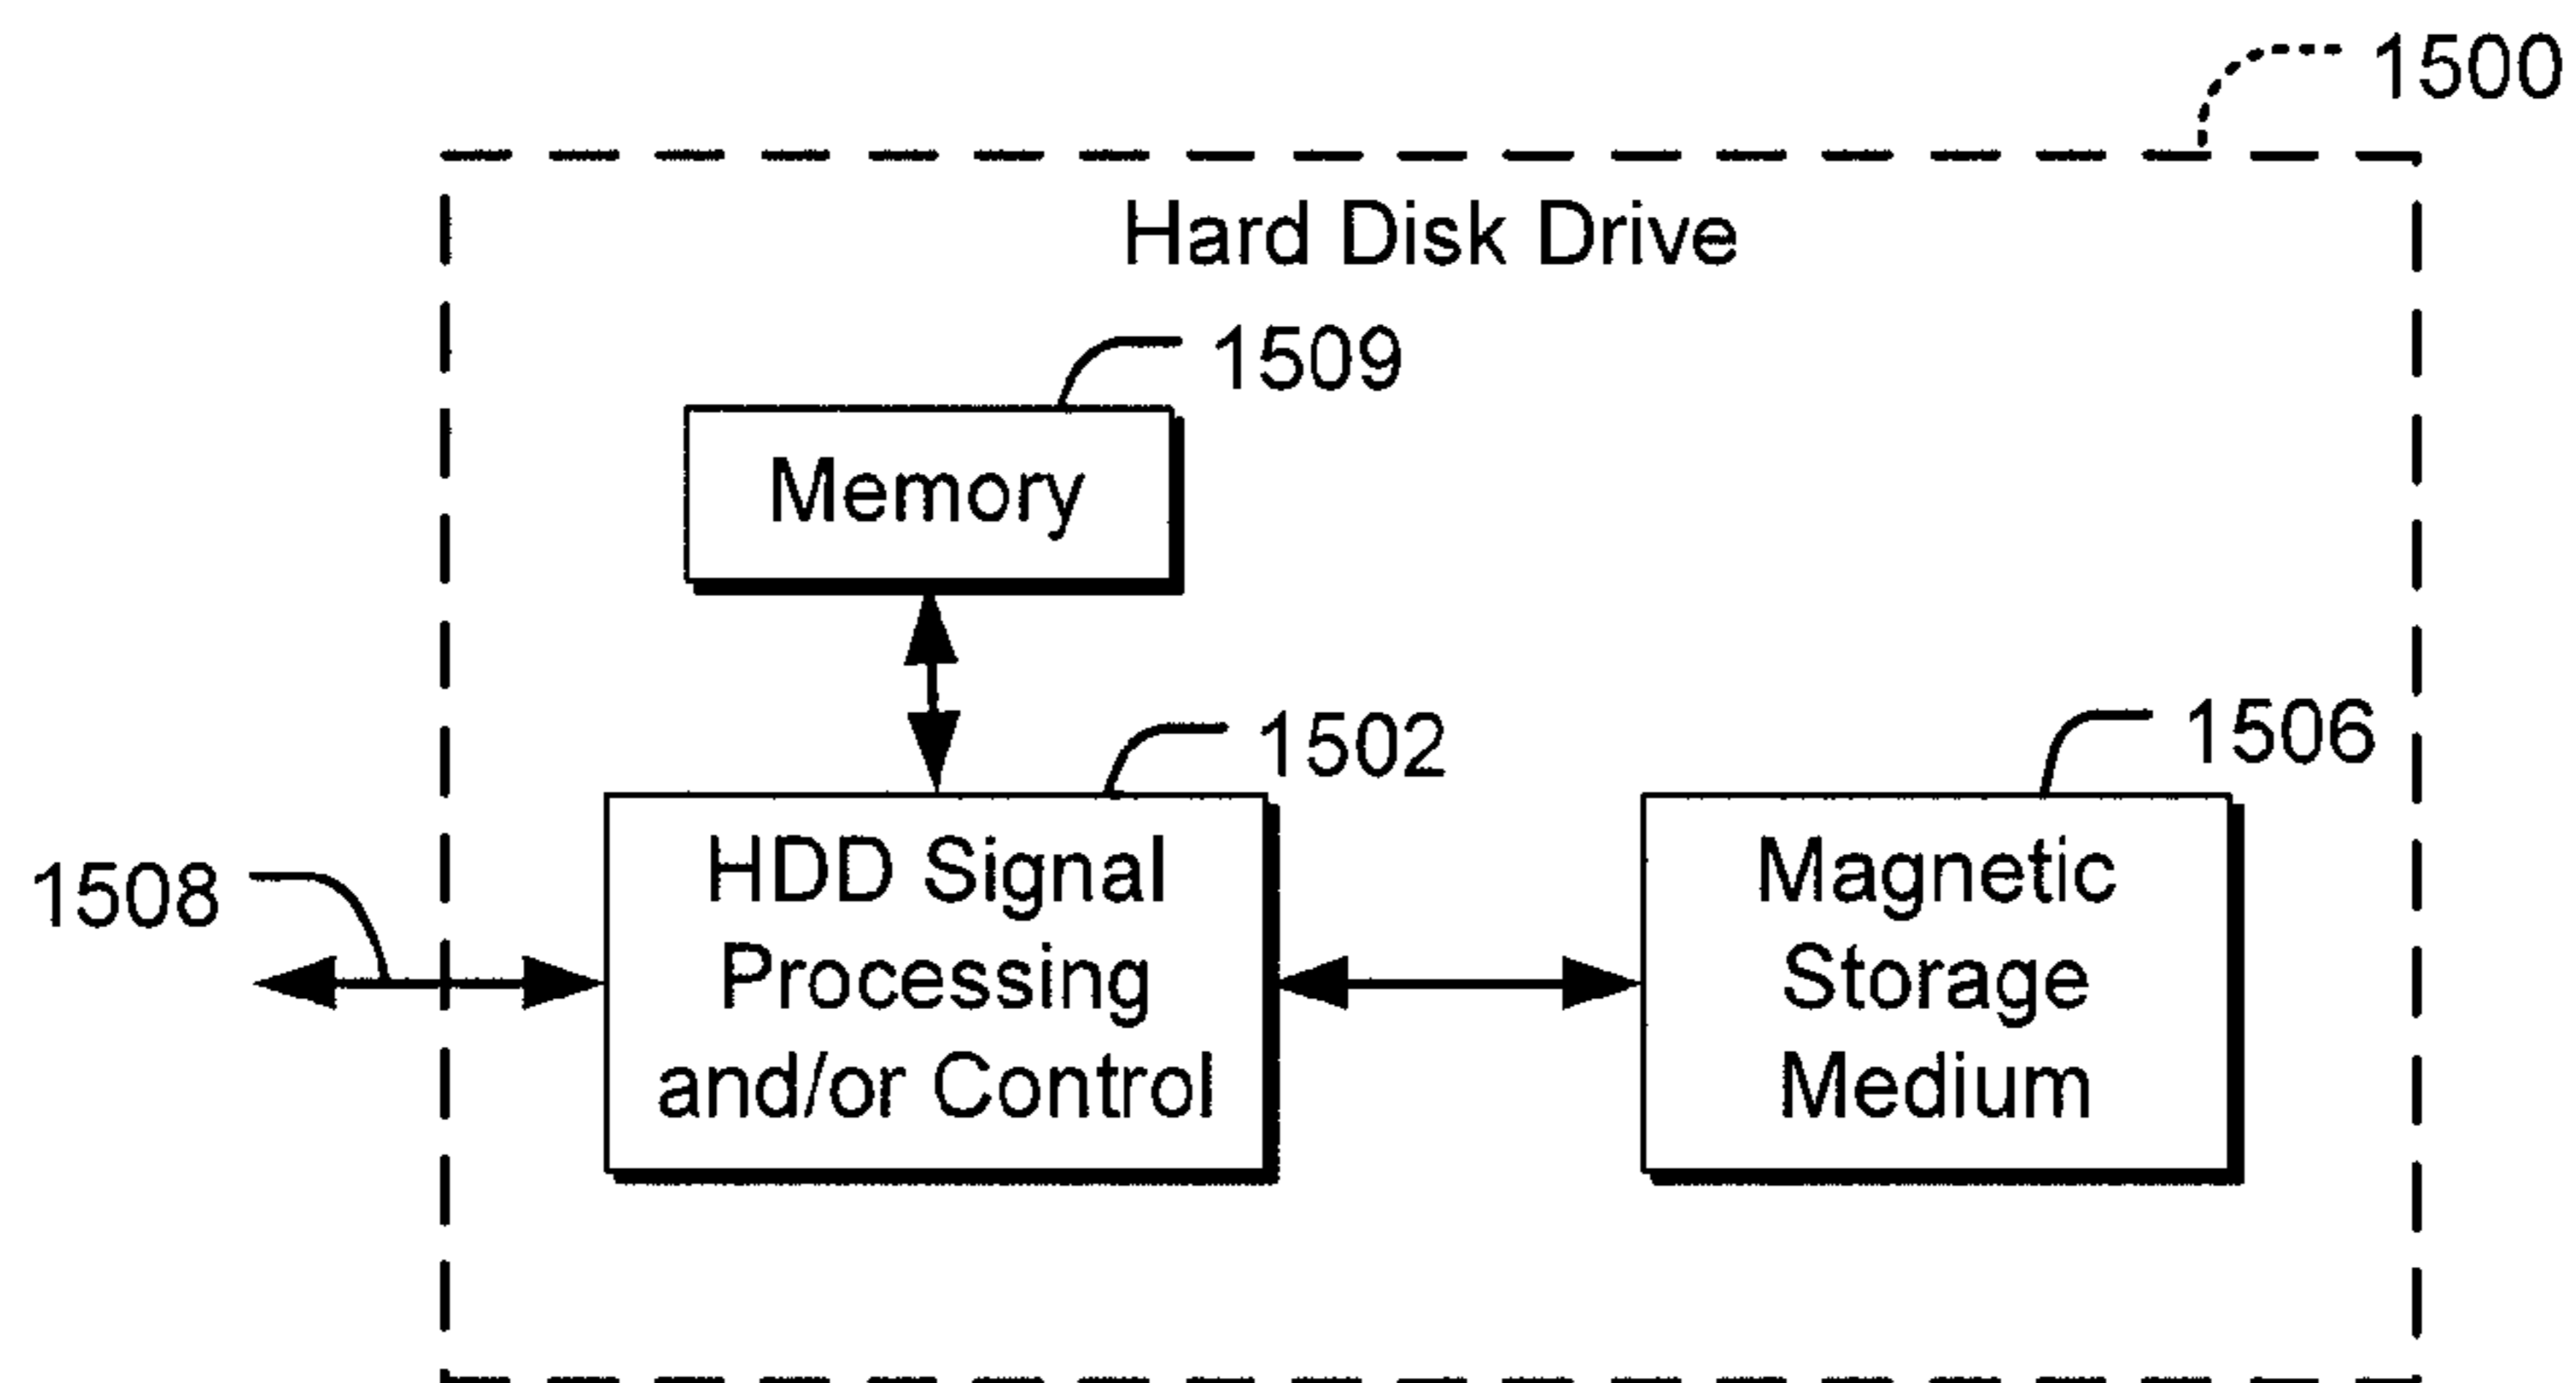 1500
Hard Disk Drive
1509
Memory
1502
1506
1508
HDD Signal
Processing
and/or Control
Magnetic
Storage
Medium